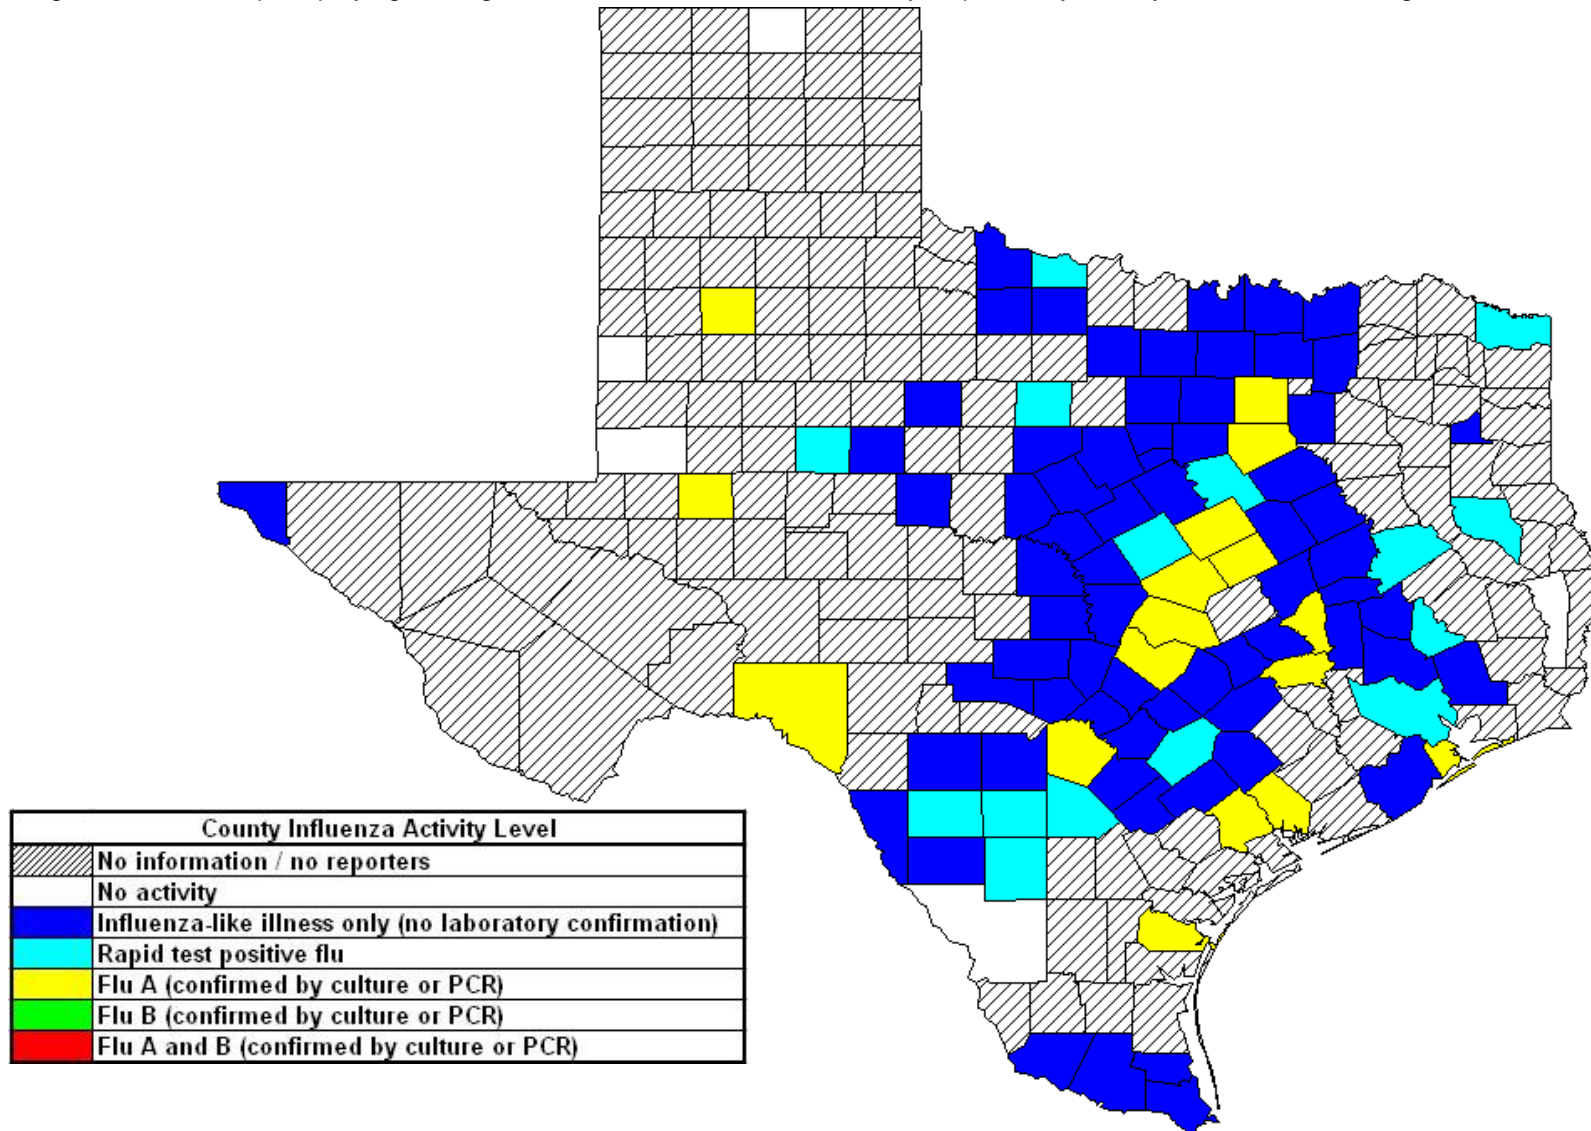 County Influenza Activity Level
No information / no reporters
No activity
Influenza-like illness only (no laboratory confirmation)
Rapid test positive flu
Flu A (confirmed by culture or PCR)
Flu B (confirmed by culture or PCR)
Flu A and B (confirmed by culture or PCR)